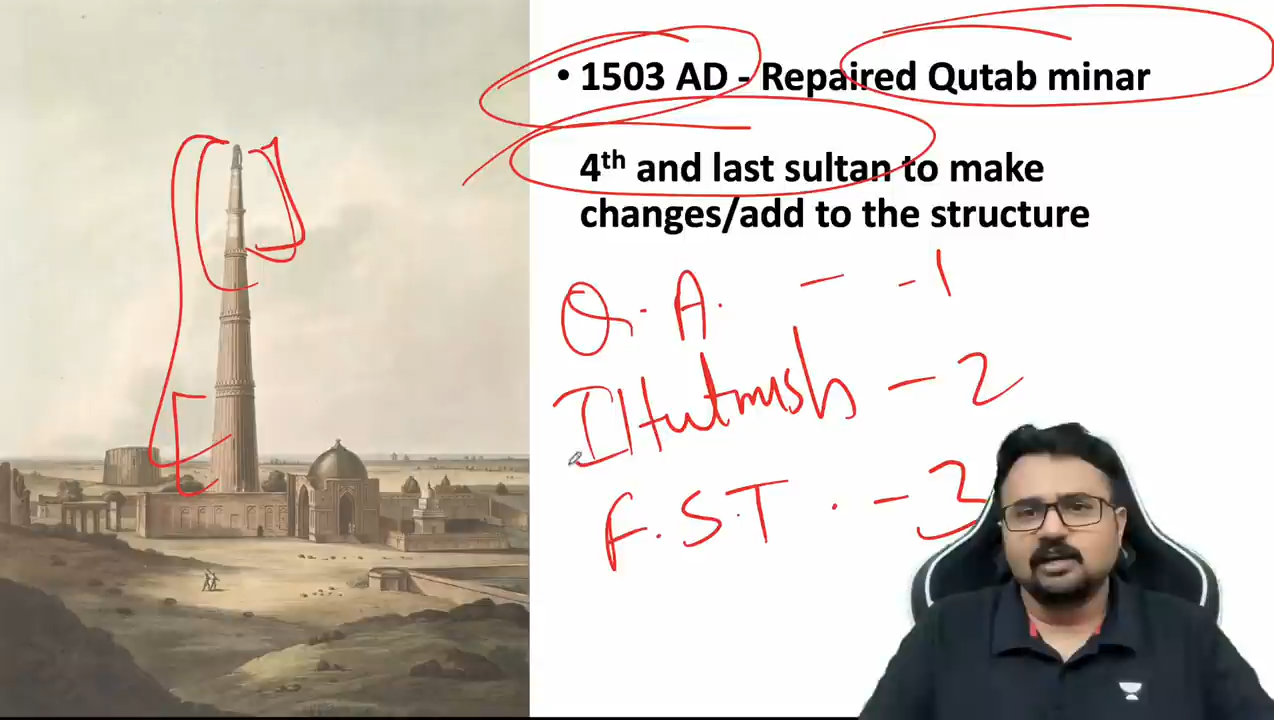 • 1503 AD - Repaired Qutab minar
4th and last sultan to make
changes/add to the structure
Q. A. - - 1
Iltutmish - 2
F.S.T. - 3